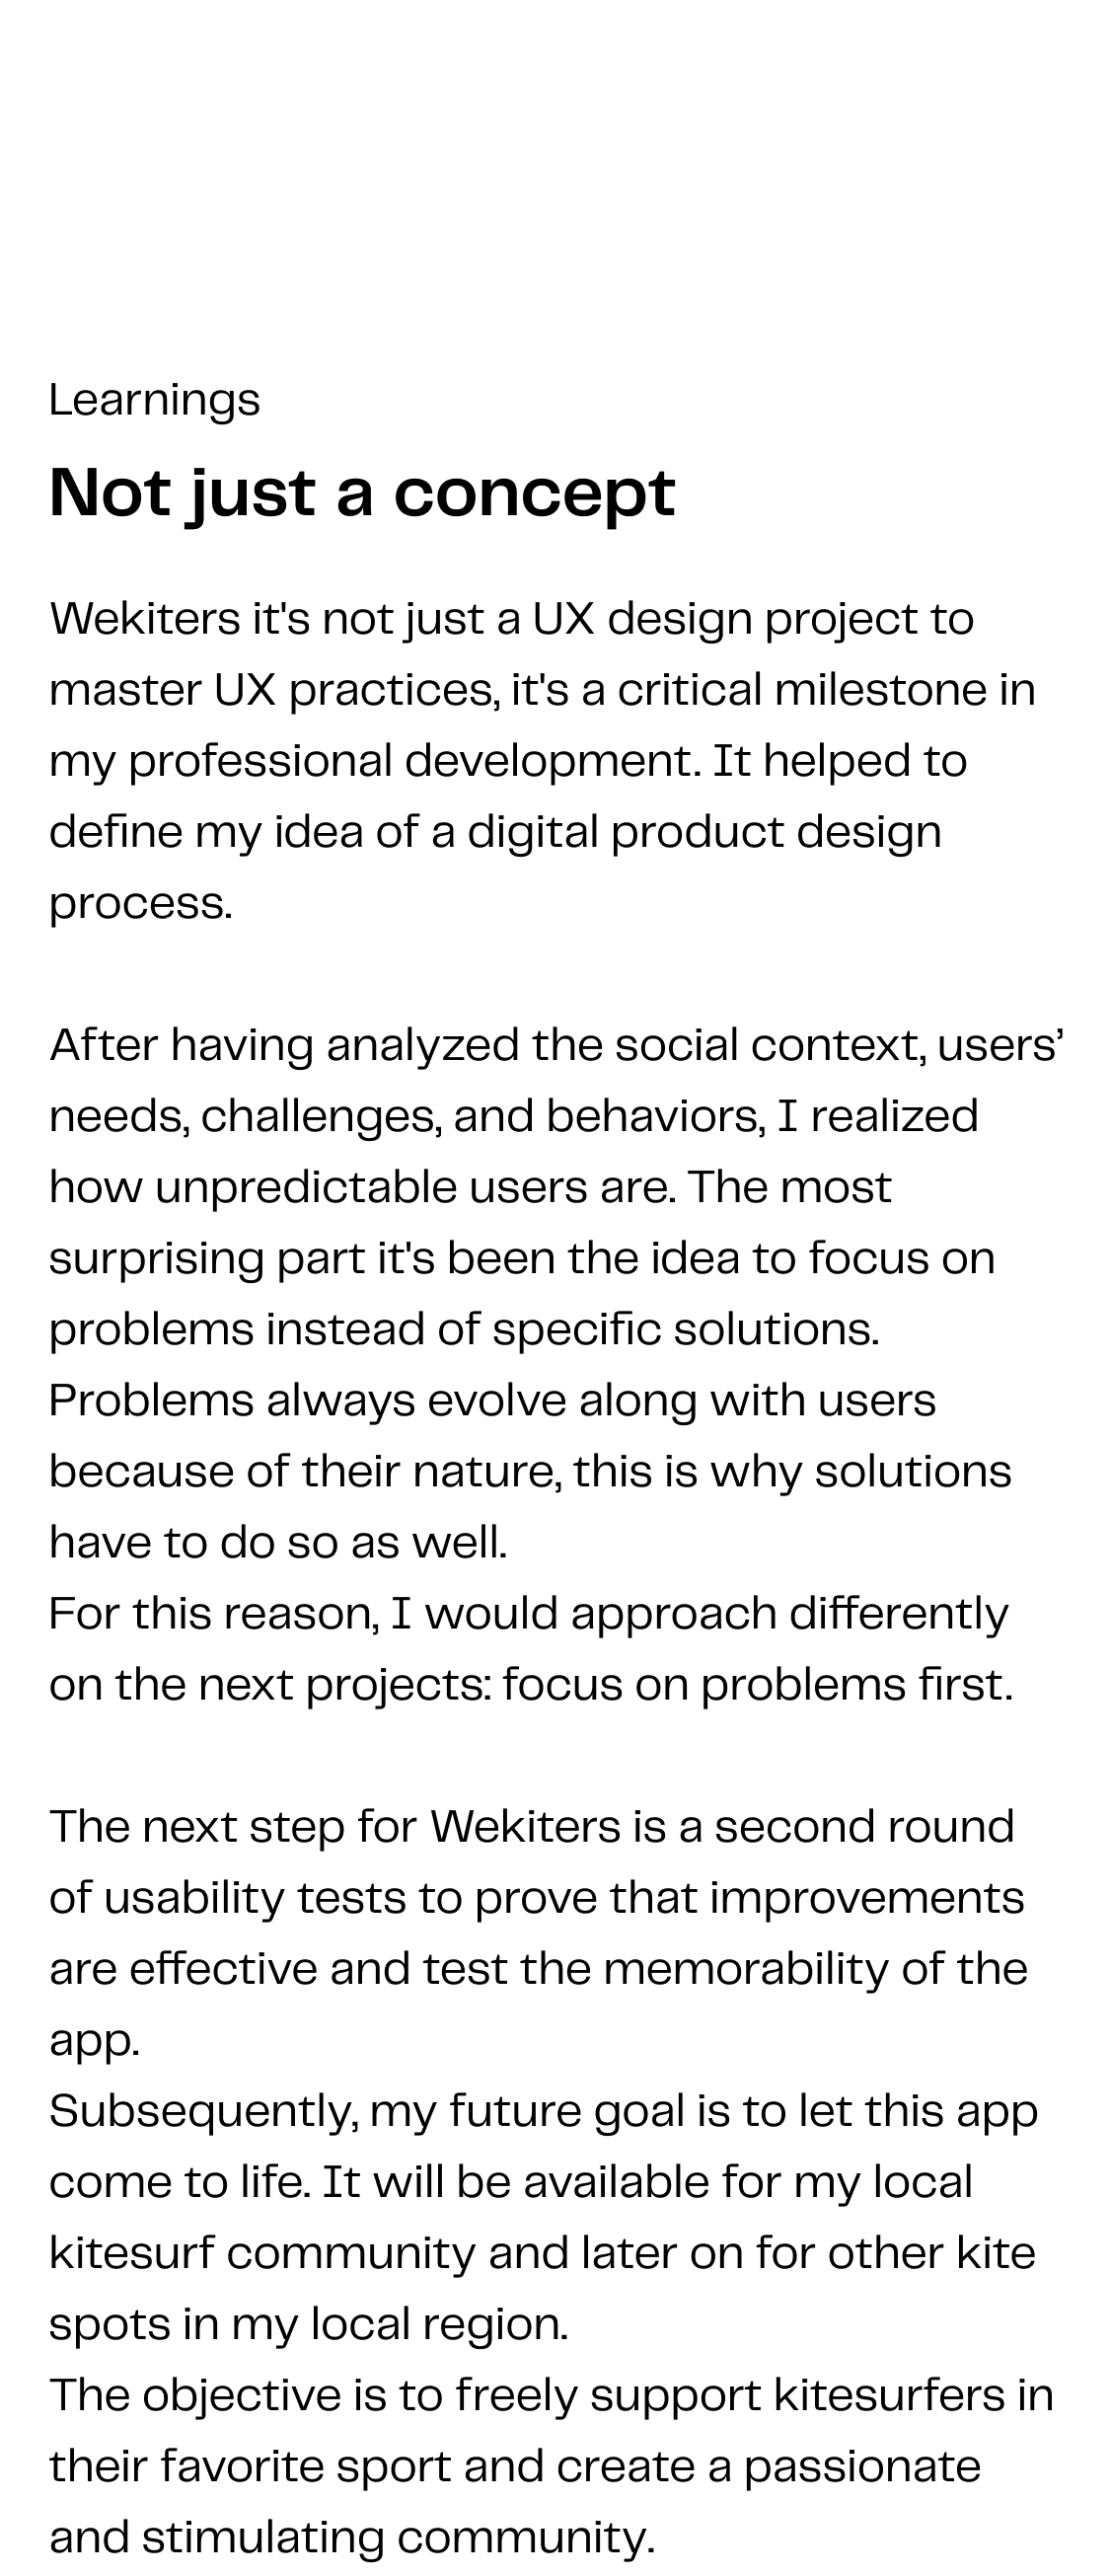 Learnings
Not just a concept
Wekiters it's not just a UX design project to
master UX practices, it's a critical milestone in
my professional development. It helped to
define my idea of a digital product design
process.
After having analyzed the social context, users’
needs, challenges, and behaviors, I realized
how unpredictable users are. The most
surprising part it's been the idea to focus on
problems instead of specific solutions.
Problems always evolve along with users
because of their nature, this is why solutions
have to do so as well.
For this reason, I would approach differently
on the next projects: focus on problems first.
The next step for Wekiters is a second round
of usability tests to prove that improvements
are effective and test the memorability of the
app.
Subsequently, my future goal is to let this app
come to life. It will be available for my local
kitesurf community and later on for other kite
spots in my local region.
The objective is to freely support kitesurfers in
their favorite sport and create a passionate
and stimulating community.